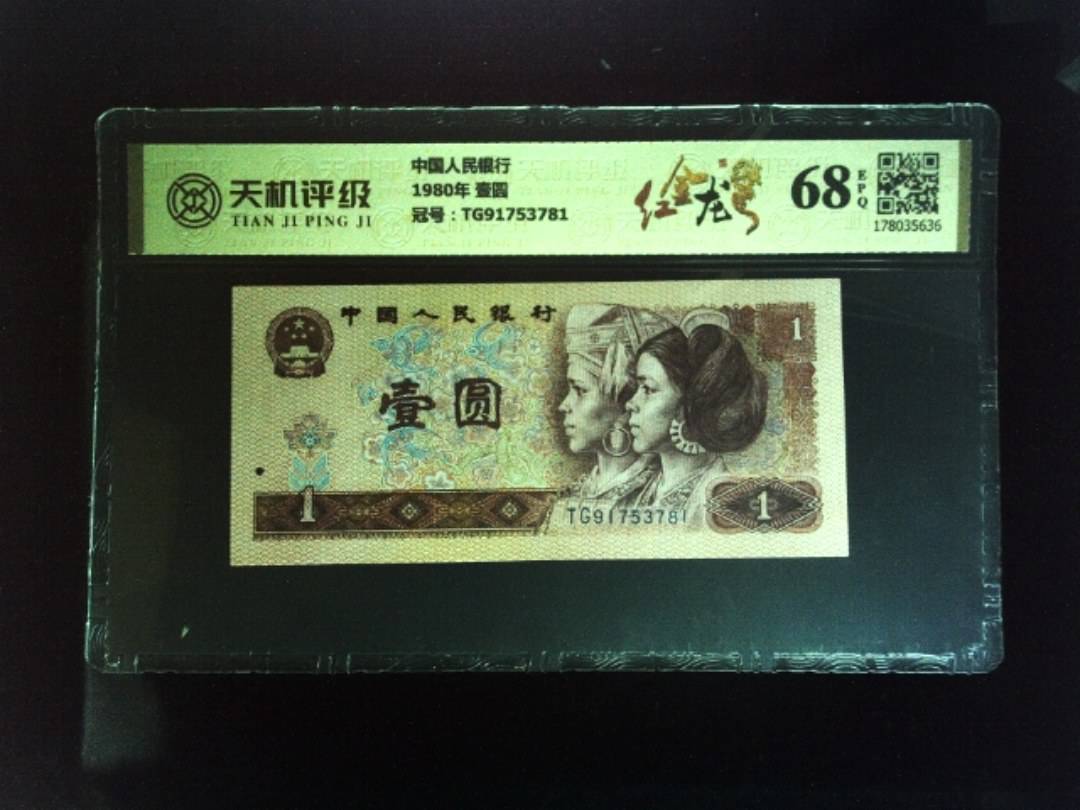 天机评级
TIAN JI PING JI
中国人民银行
1980年 壹圆
冠号：TG91753781
红金龙
68
EPQ
178035636
中国人民银行
壹圆
1
1
TG91753781
1